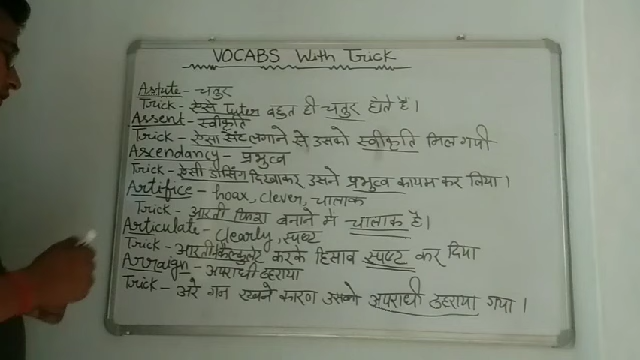 VOCABS With Trick
Astute - चतुर
Trick - ऐसे Tutor बहुत ही चतुर होते हैं।
Assent - स्वीकृति
Trick - ऐसा सेंट लगाने से उसको स्वीकृति मिल गयी
Ascendancy - प्रभुत्व
Trick - ऐसी डांसिंग दिखाकर उसने प्रभुत्व कायम कर लिया।
Artifice - hoax, clever, चालाक
Trick - आरती फिश बनाने में चालाक है।
Articulate - clearly, स्पष्ट
Trick - आरती कैल्कुलेट करके हिसाब स्पष्ट कर दिया
Arraign - अपराधी ठहराया
Trick - अरे गन रखने कारण उसको अपराधी ठहराया गया।